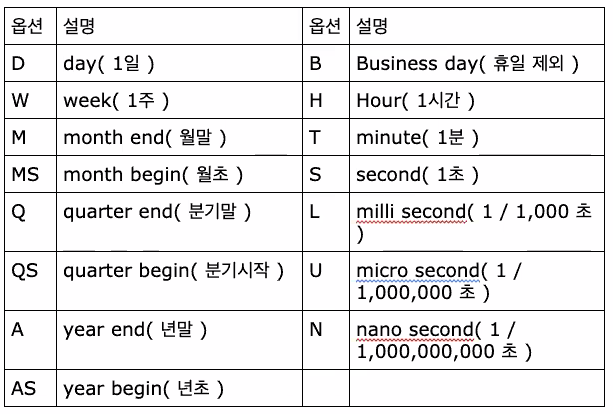 옵션 설명 옵션 설명
D day( 1일 ) B Business day( 휴일 제외 )
W week( 1주 ) H Hour( 1시간 )
M month end( 월말 ) T minute( 1분 )
MS month begin( 월초 ) S second( 1초 )
Q quarter end( 분기말 ) L milli second( 1 / 1,000 초
)
QS quarter begin( 분기시작 ) U micro second( 1 /
1,000,000 초 )
A year end( 년말 ) N nano second( 1 /
1,000,000,000 초 )
AS year begin( 년초 )